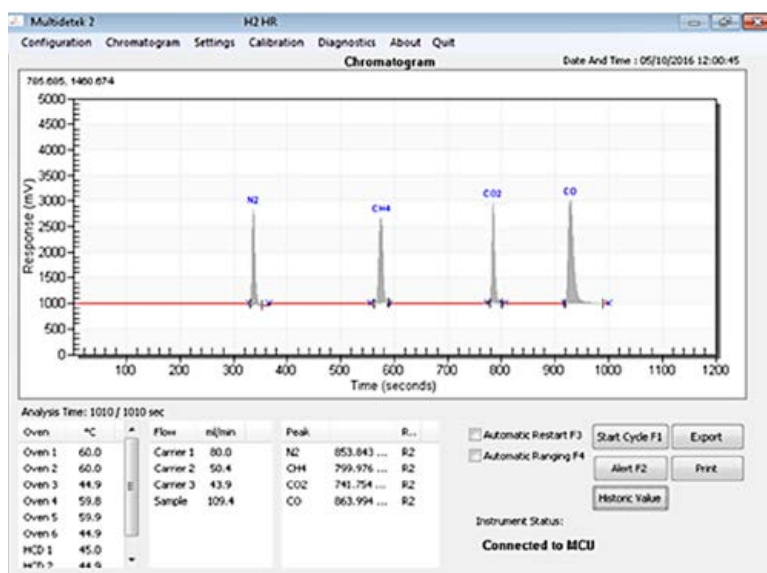 Multidetek 2 H2 HR
Configuration Chromatogram Settings Calibration Diagnostics About Quit
Chromatogram Date And Time : 05/10/2016 12:00:45
785.685, 1460.674
5000
4500
4000
3500
3000
2500
2000
1500
1000
500
0
Response (mV)
N2
CH4
CO2
CO
100 200 300 400 500 600 700 800 900 1000 1100 1200
Time (seconds)
Analysis Time: 1010 / 1010 sec
Oven °C
Oven 1 60.0
Oven 2 60.0
Oven 3 44.9
Oven 4 59.8
Oven 5 59.9
Oven 6 44.9
MCD 1 45.0
MCD 2 44.9
Flow ml/min
Carrier 1 80.0
Carrier 2 50.4
Carrier 3 43.9
Sample 109.4
Peak R...
N2 853.843 ... R2
CH4 799.976 ... R2
CO2 741.754 ... R2
CO 863.994 ... R2
Automatic Restart F3
Automatic Ranging F4
Start Cycle F1 Export
Alert F2 Print
Historic Value
Instrument Status:
Connected to MCU